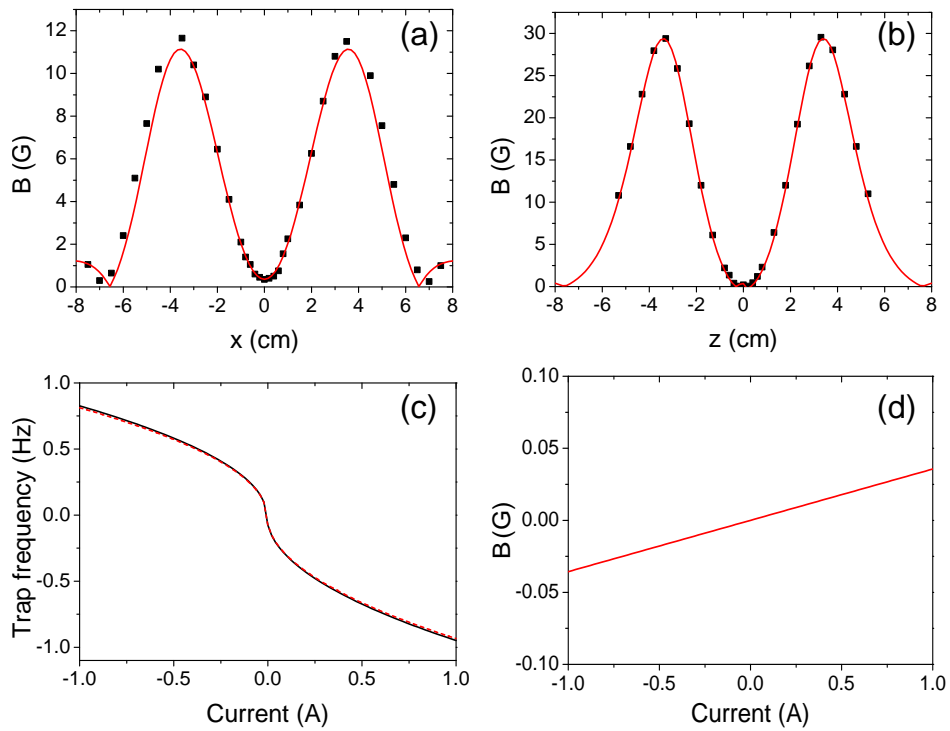 (a)
B (G)
12
10
8
6
4
2
0
-8 -6 -4 -2 0 2 4 6 8
x (cm)
(b)
B (G)
30
25
20
15
10
5
0
-8 -6 -4 -2 0 2 4 6 8
z (cm)
(c)
Trap frequency (Hz)
1.0
0.5
0.0
-0.5
-1.0
-1.0 -0.5 0.0 0.5 1.0
Current (A)
(d)
B (G)
0.10
0.05
0.00
-0.05
-0.10
-1.0 -0.5 0.0 0.5 1.0
Current (A)